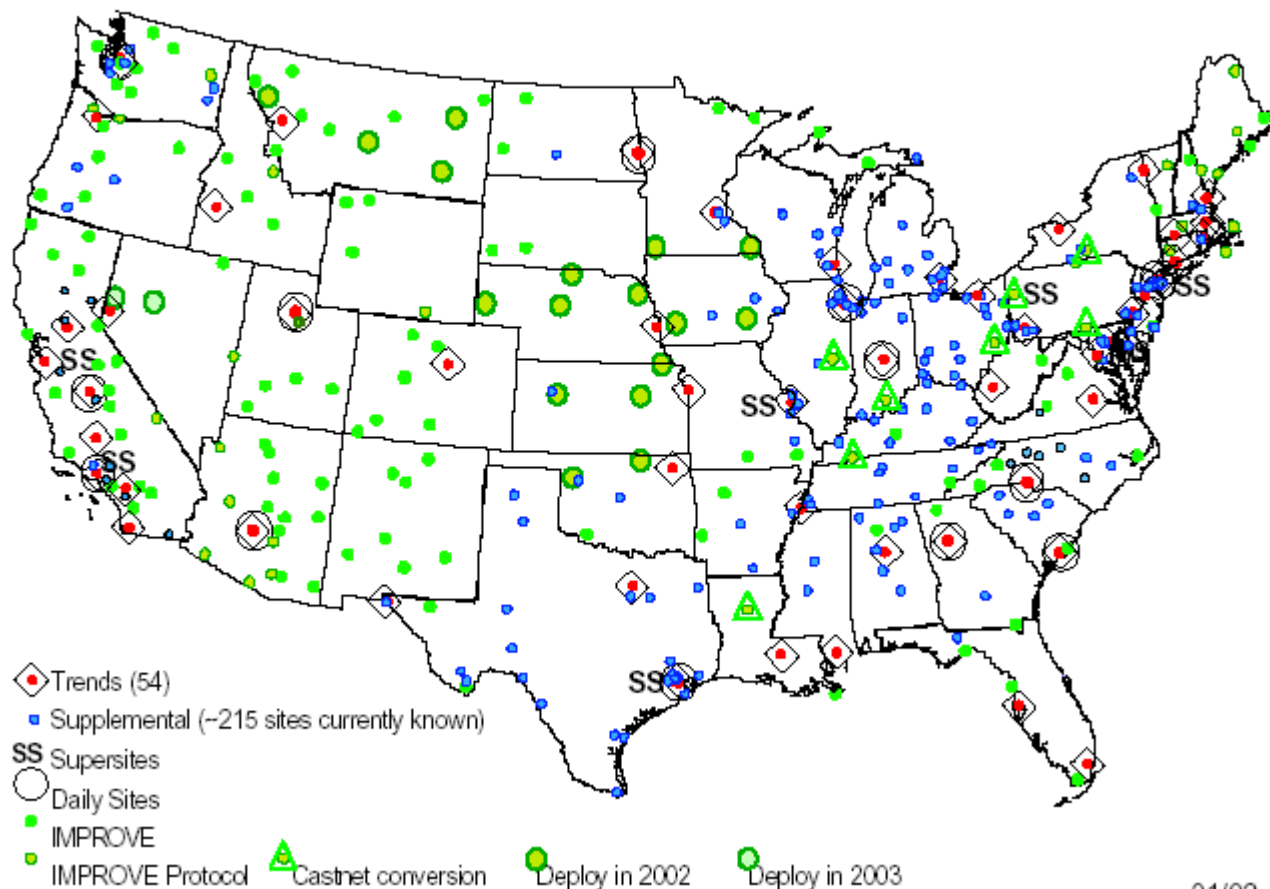 SS
SS
SS
SS
SS
SS
Trends (54)
Supplemental (~215 sites currently known)
SS Supersites
Daily Sites
IMPROVE
IMPROVE Protocol Castnet conversion Deploy in 2002 Deploy in 2003